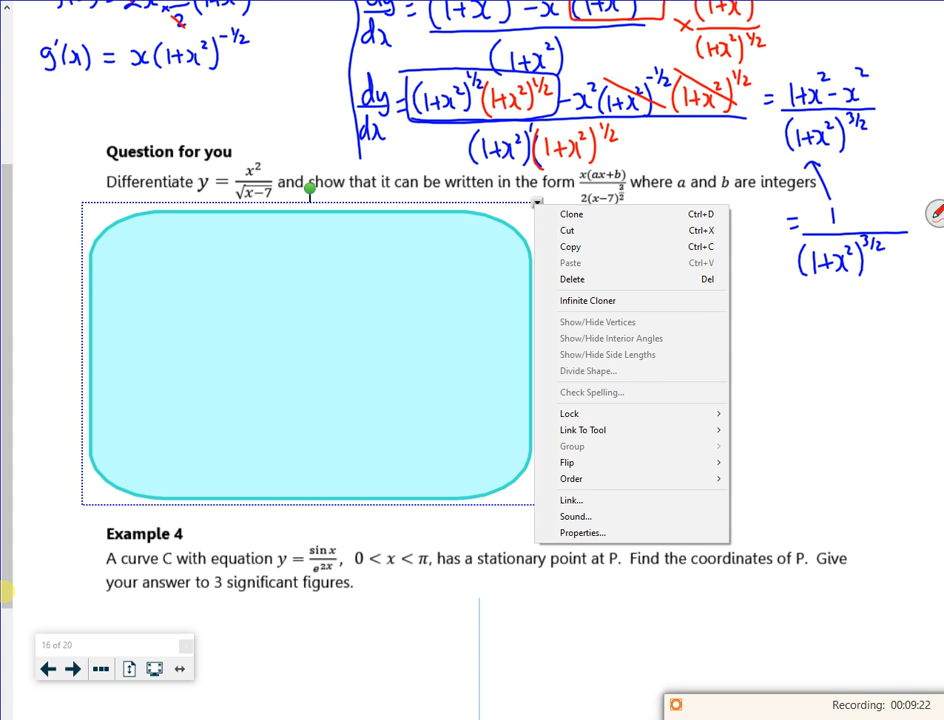 g'(x) = x(1+x²)^-1/2
dy/dx = ((1+x²)^1/2 (1+x²)^1/2 - x²(1+x²)^-1/2 (1+x²)^1/2) / ((1+x²)¹(1+x²)^1/2) = (1+x²-x²) / (1+x²)^3/2
= 1 / (1+x²)^3/2
Question for you
Differentiate y = x²/√(x-7) and show that it can be written in the form x(ax+b) / 2(x-7)^3/2 where a and b are integers
Clone Ctrl+D
Cut Ctrl+X
Copy Ctrl+C
Paste Ctrl+V
Delete Del
Infinite Cloner
Show/Hide Vertices
Show/Hide Interior Angles
Show/Hide Side Lengths
Divide Shape...
Check Spelling...
Lock
Link To Tool
Group
Flip
Order
Link...
Sound...
Properties...
Example 4
A curve C with equation y = sin x / e^2x, 0 < x < π, has a stationary point at P. Find the coordinates of P. Give
your answer to 3 significant figures.
16 of 20
Recording: 00:09:22